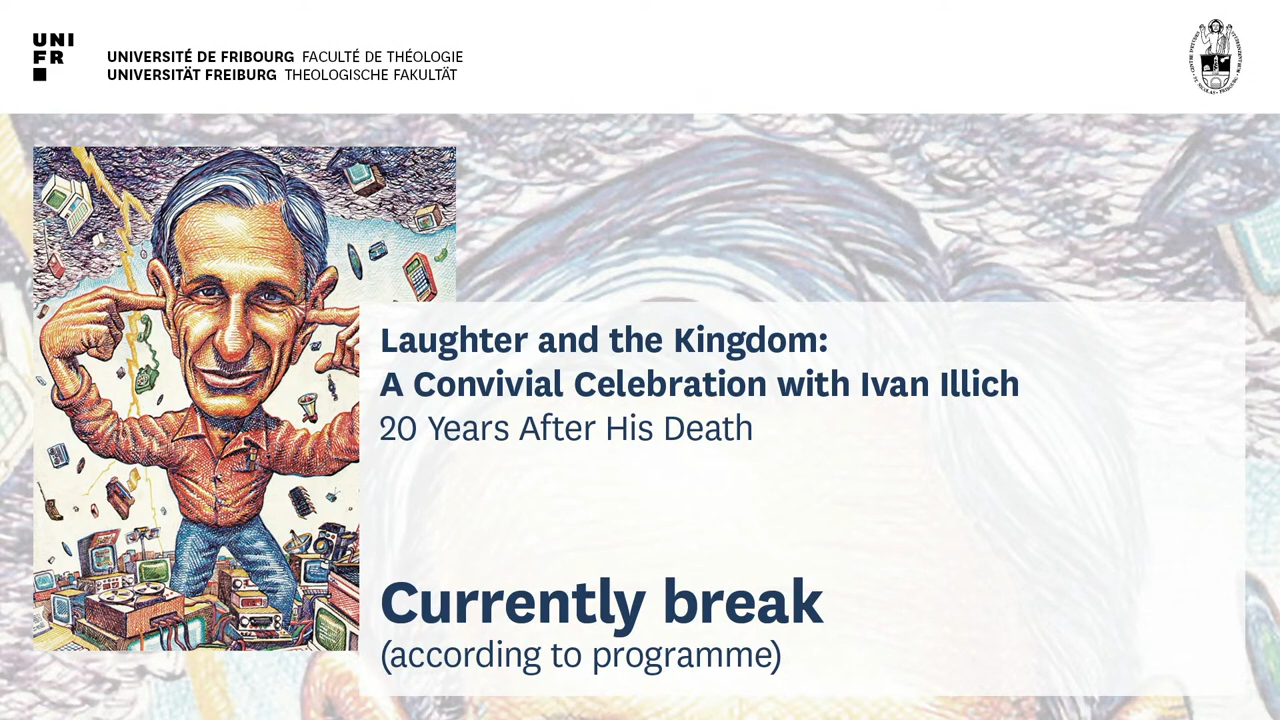 UNI
FR
UNIVERSITÉ DE FRIBOURG FACULTÉ DE THÉOLOGIE
UNIVERSITÄT FREIBURG THEOLOGISCHE FAKULTÄT
Laughter and the Kingdom:
A Convivial Celebration with Ivan Illich
20 Years After His Death
Currently break
(according to programme)